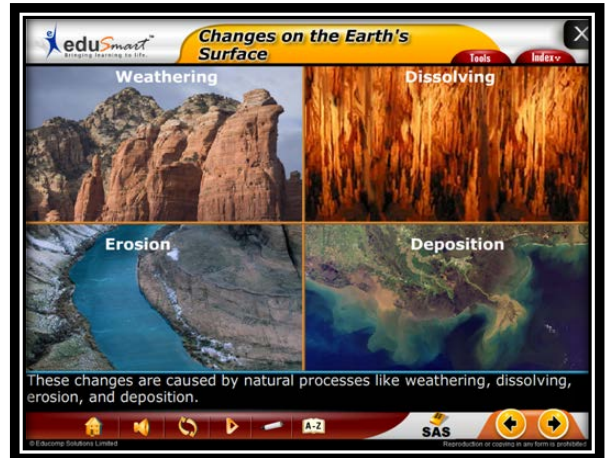 eduSmart™
Bringing learning to life.
Changes on the Earth's
Surface
X
Tools
Index
Weathering
Dissolving
Erosion
Deposition
These changes are caused by natural processes like weathering, dissolving,
erosion, and deposition.
A-Z
SAS
© Educomp Solutions Limited
Reproduction or copying in any form is prohibited